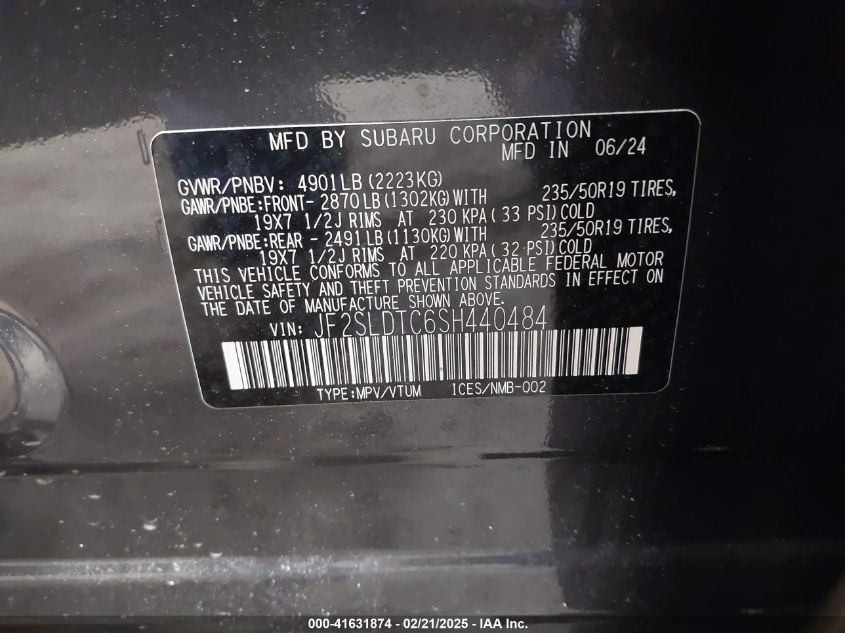 MFD BY SUBARU CORPORATION
MFD IN 06/24
GVWR/PNBV: 4901LB(2223KG)
GAWR/PNBE:FRONT- 2870LB(1302KG)WITH 235/50R19 TIRES,
19X7 1/2J RIMS AT 230 KPA(33 PSI)COLD
GAWR/PNBE:REAR - 2491LB(1130KG)WITH 235/50R19 TIRES,
19X7 1/2J RIMS AT 220 KPA(32 PSI)COLD
THIS VEHICLE CONFORMS TO ALL APPLICABLE FEDERAL MOTOR
VEHICLE SAFETY AND THEFT PREVENTION STANDARDS IN EFFECT ON
THE DATE OF MANUFACTURE SHOWN ABOVE.
VIN: JF2SLDTC6SH440484
TYPE:MPV/VTUM ICES/NMB-002
000-41631874 - 02/21/2025 - IAA Inc.